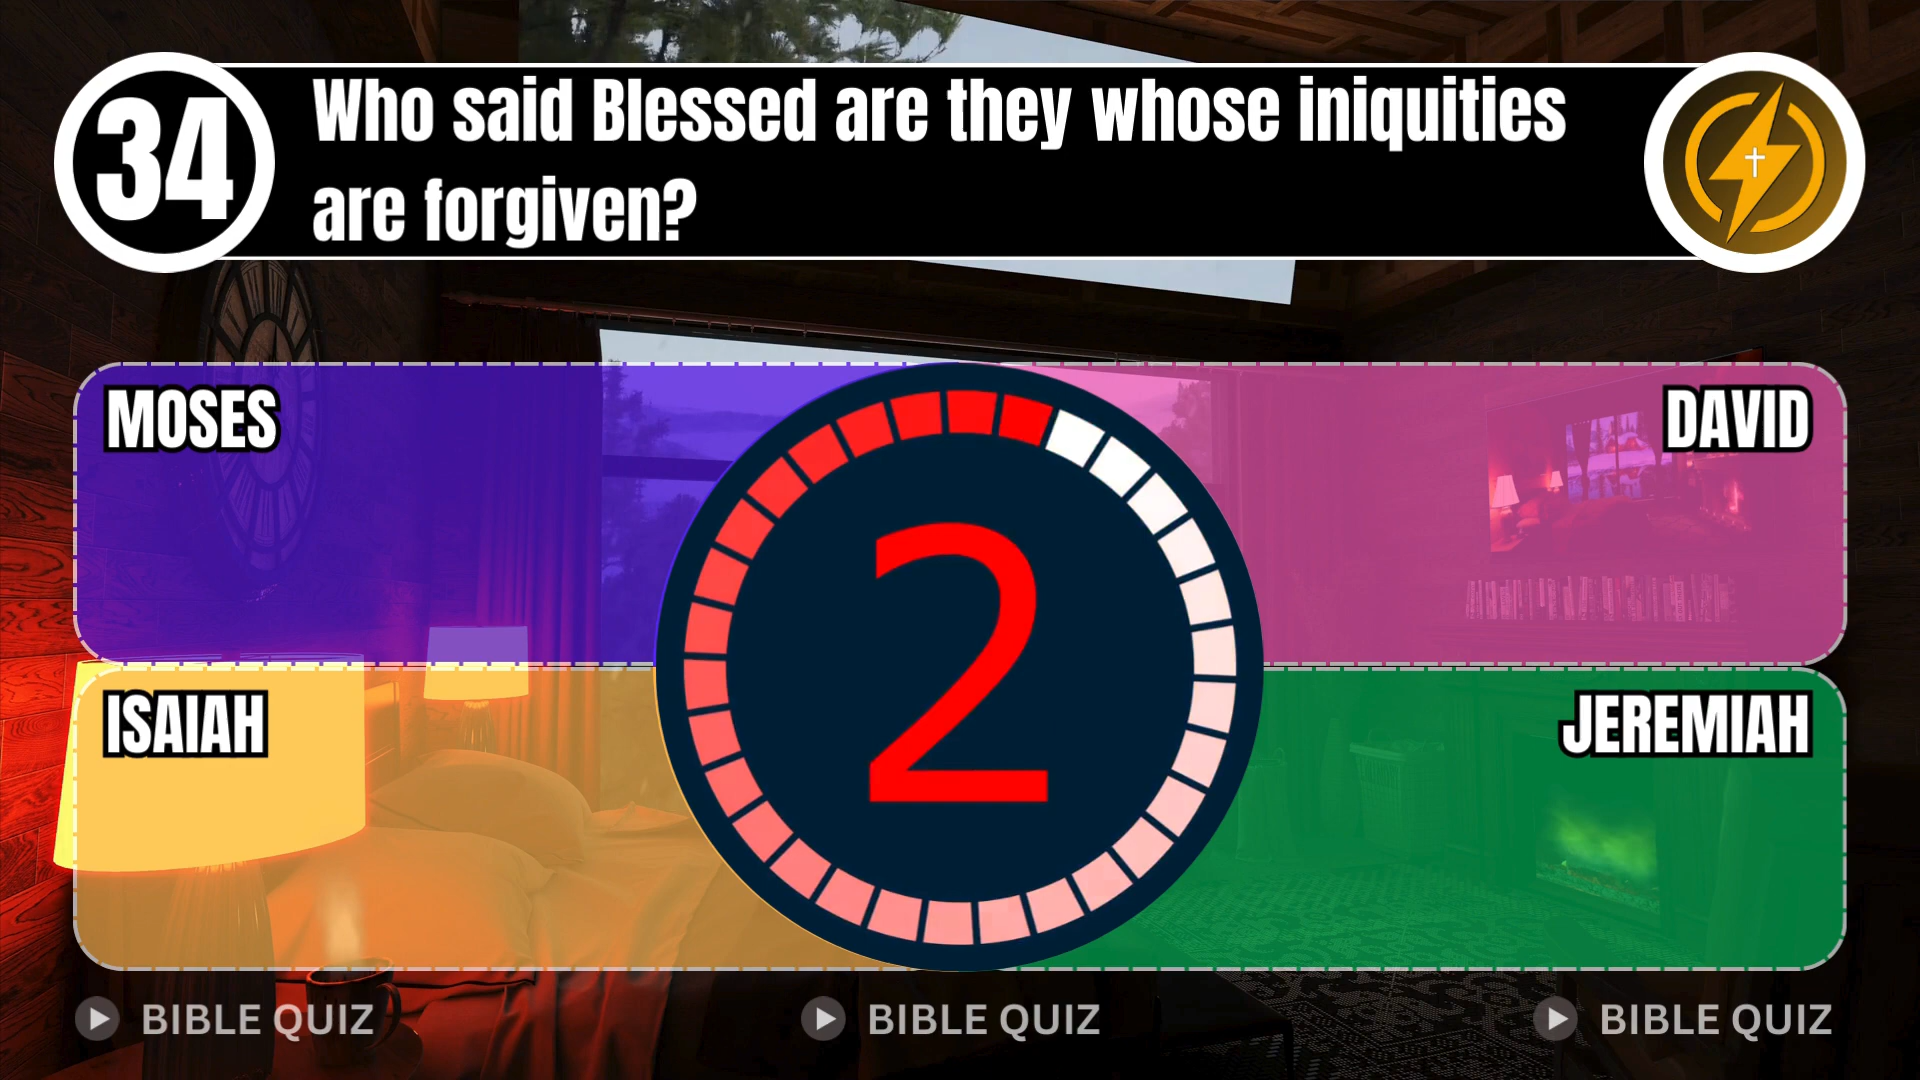 34
Who said Blessed are they whose iniquities
are forgiven?
MOSES
DAVID
2
ISAIAH
JEREMIAH
BIBLE QUIZ
BIBLE QUIZ
BIBLE QUIZ